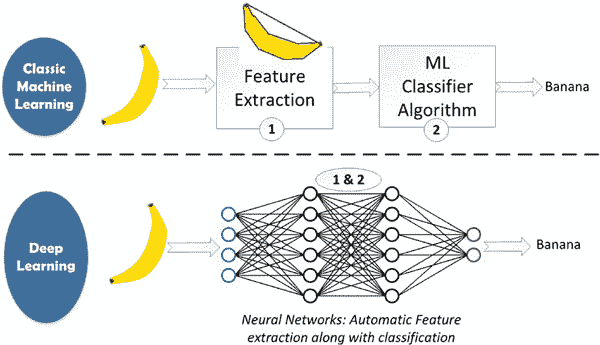 Classic
Machine
Learning
Feature
Extraction
1
ML
Classifier
Algorithm
2
Banana
Deep
Learning
1 & 2
Banana
Neural Networks: Automatic Feature
extraction along with classification